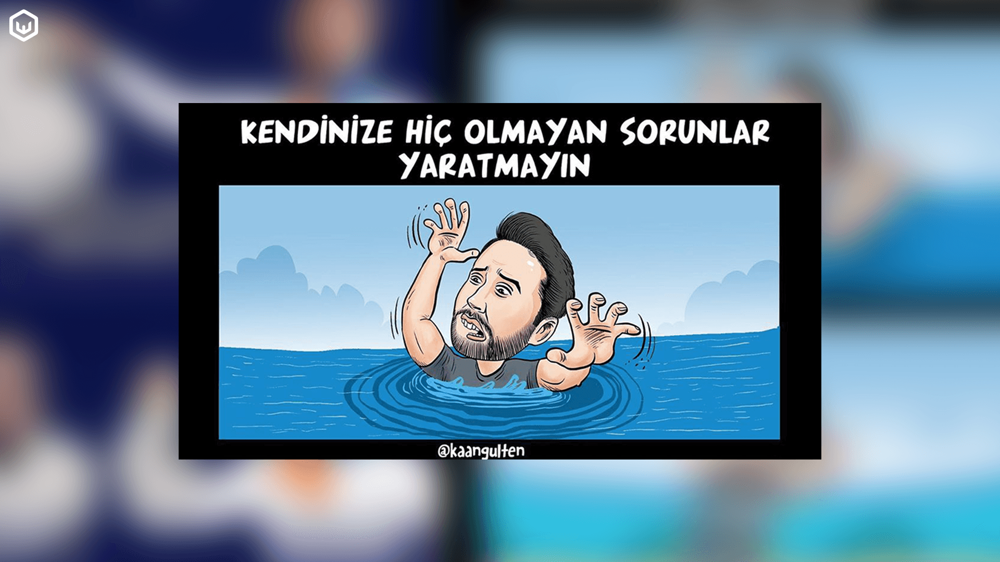 KENDİNİZE HİÇ OLMAYAN SORUNLAR
YARATMAYIN
@kaangulten